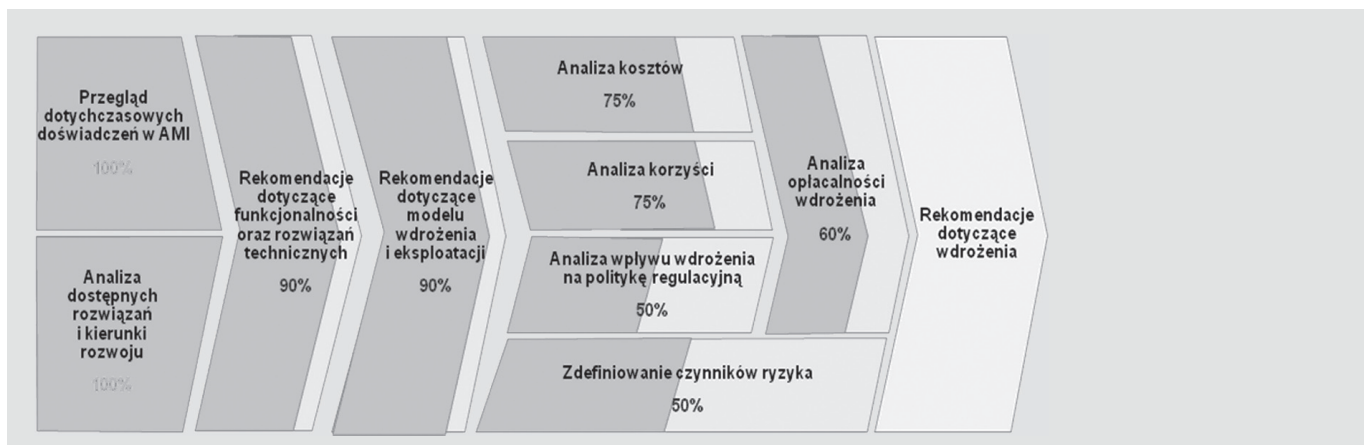 Przegląd
dotychczasowych
doświadczeń w AMI
100%
Analiza
dostępnych
rozwiązań
i kierunki
rozwoju
100%
Rekomendacje
dotyczące
funkcjonalności
oraz rozwiązań
technicznych
90%
Rekomendacje
dotyczące
modelu
wdrożenia
i eksploatacji
90%
Analiza kosztów
75%
Analiza korzyści
75%
Analiza wpływu wdrożenia
na politykę regulacyjną
50%
Zdefiniowanie czynników ryzyka
50%
Analiza
opłacalności
wdrożenia
60%
Rekomendacje
dotyczące
wdrożenia